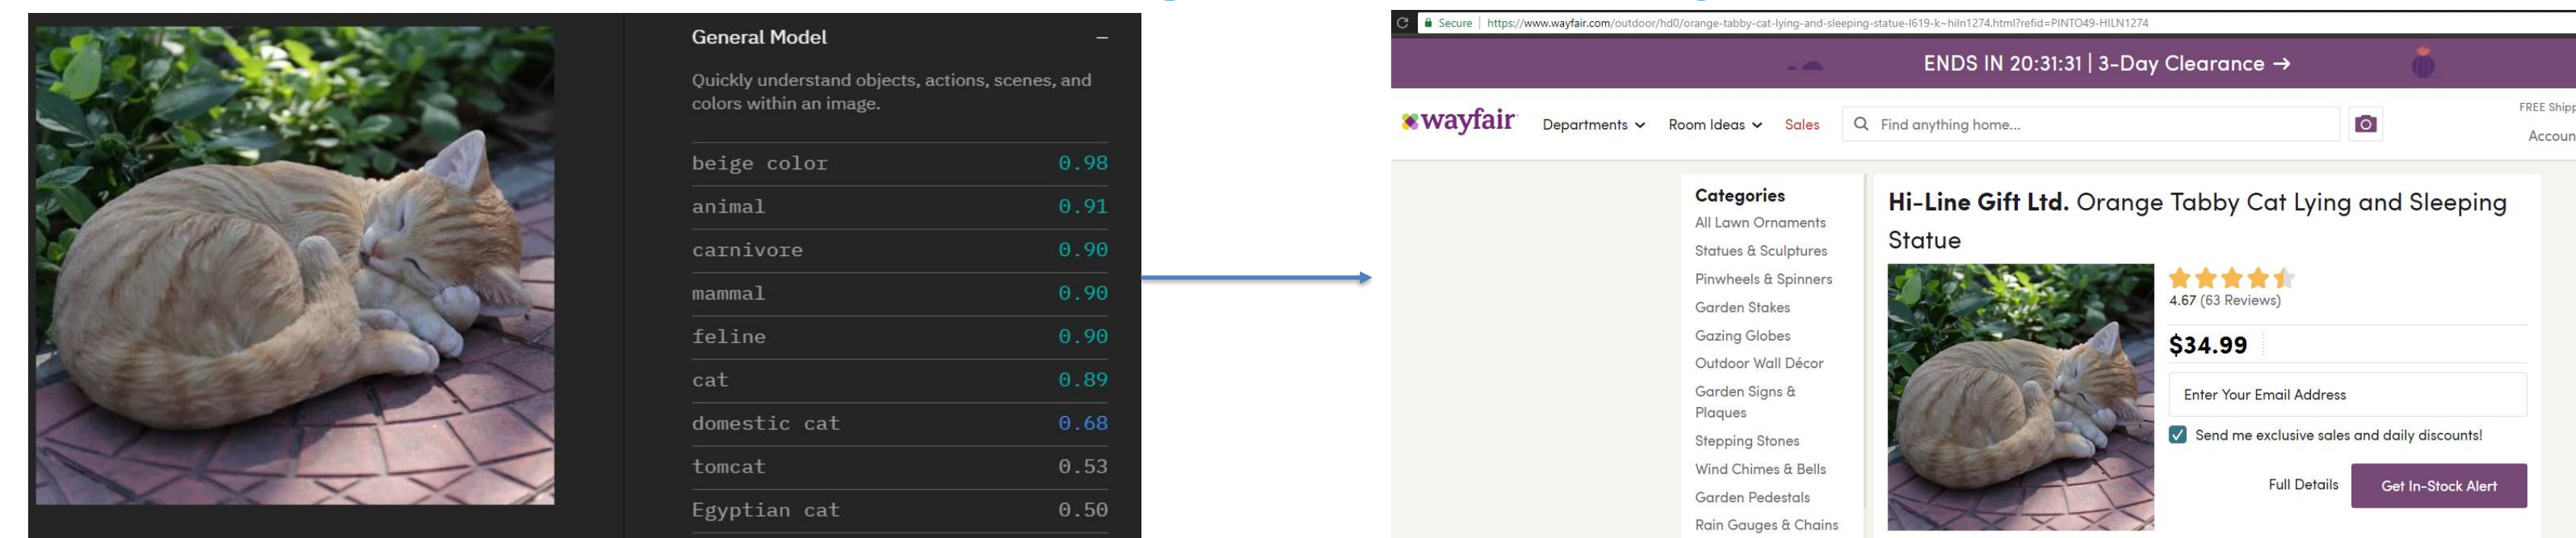 General Model
–
Quickly understand objects, actions, scenes, and
colors within an image.
beige color 0.98
animal 0.91
carnivore 0.90
mammal 0.90
feline 0.90
cat 0.89
domestic cat 0.68
tomcat 0.53
Egyptian cat 0.50
Secure | https://www.wayfair.com/outdoor/hd0/orange-tabby-cat-lying-and-sleeping-statue-l619-k~hiln1274.html?refid=PINTO49-HILN1274
ENDS IN 20:31:31 | 3-Day Clearance →
wayfair Departments Room Ideas Sales Find anything home...
FREE Shipp
Accoun
Categories
All Lawn Ornaments
Statues & Sculptures
Pinwheels & Spinners
Garden Stakes
Gazing Globes
Outdoor Wall Décor
Garden Signs &
Plaques
Stepping Stones
Wind Chimes & Bells
Garden Pedestals
Rain Gauges & Chains
Hi-Line Gift Ltd. Orange Tabby Cat Lying and Sleeping
Statue
4.67 (63 Reviews)
$34.99
Enter Your Email Address
Send me exclusive sales and daily discounts!
Full Details Get In-Stock Alert